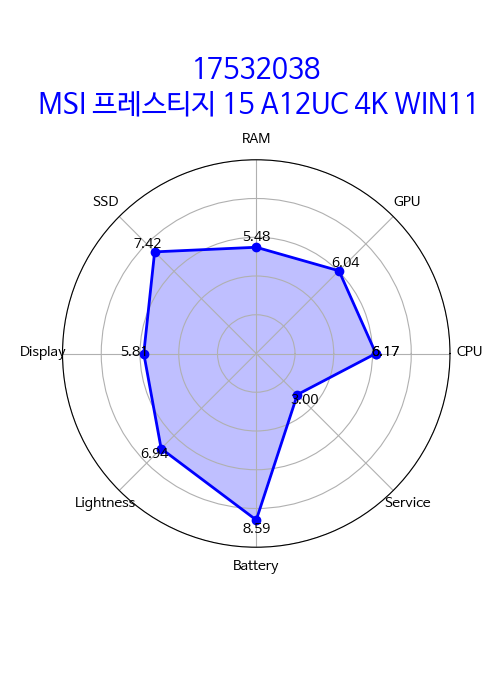 17532038
MSI 프레스티지 15 A12UC 4K WIN11
RAM
SSD
GPU
7.42
5.48
6.04
Display
5.81
6.17
CPU
3.00
6.94
Lightness
Service
8.59
Battery